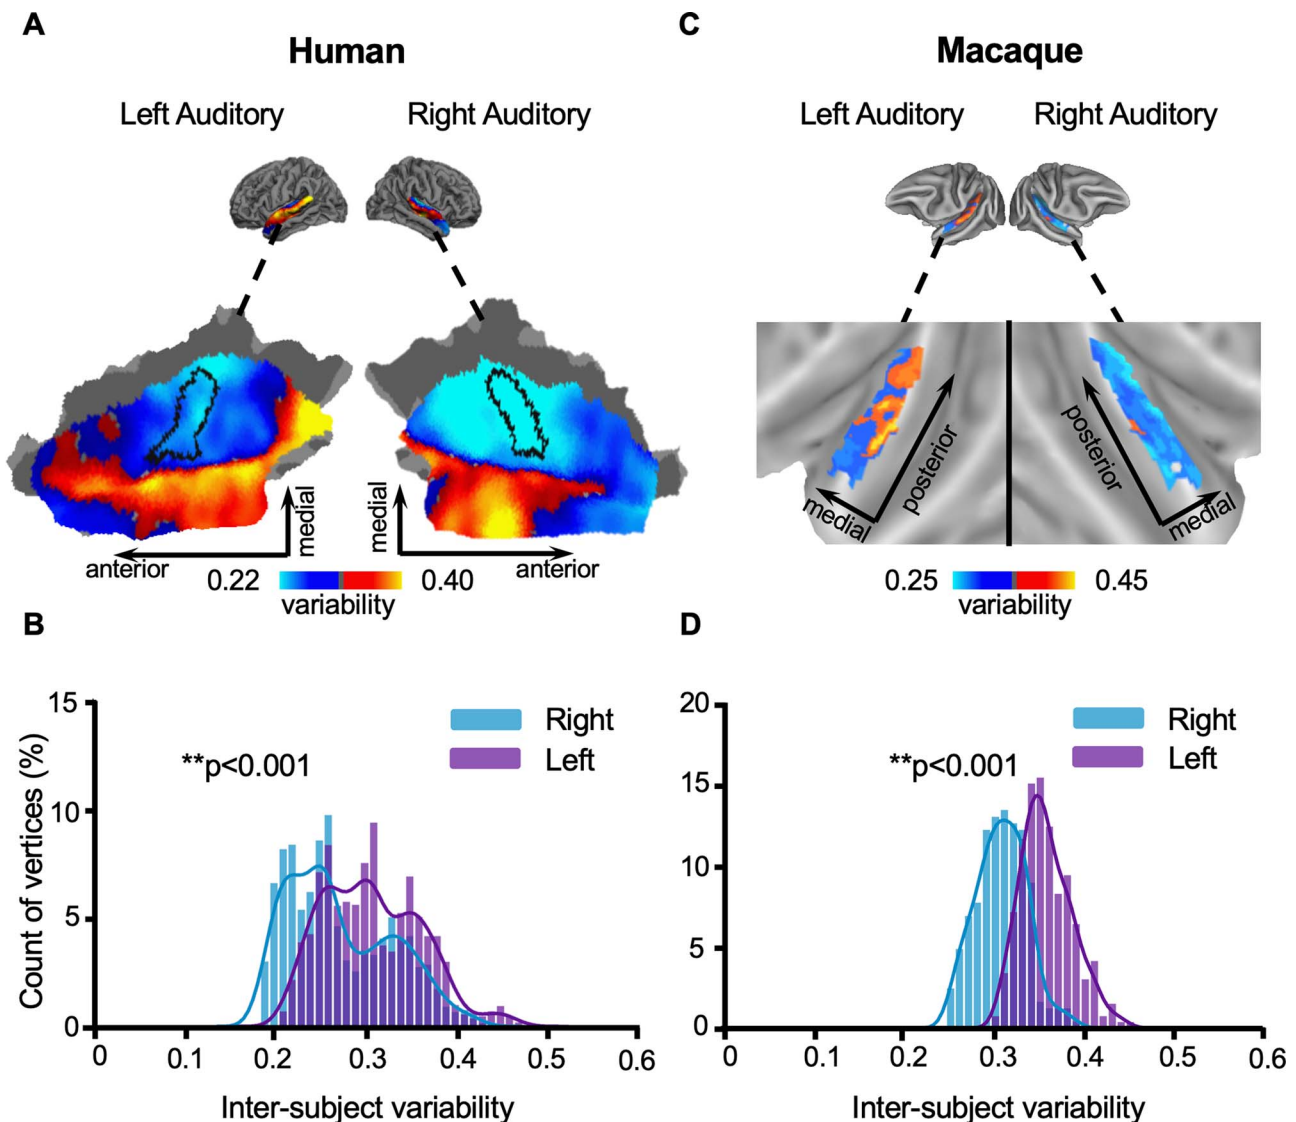 A
Human
Left Auditory
Right Auditory
medial
anterior
medial
anterior
0.22
0.40
variability
C
Macaque
Left Auditory
Right Auditory
posterior
medial
posterior
medial
0.25
0.45
variability
B
Count of vertices (%)
15
10
5
0
**p<0.001
Right
Left
0
0.1
0.2
0.3
0.4
0.5
0.6
Inter-subject variability
D
20
15
10
5
0
**p<0.001
Right
Left
0
0.1
0.2
0.3
0.4
0.5
0.6
Inter-subject variability